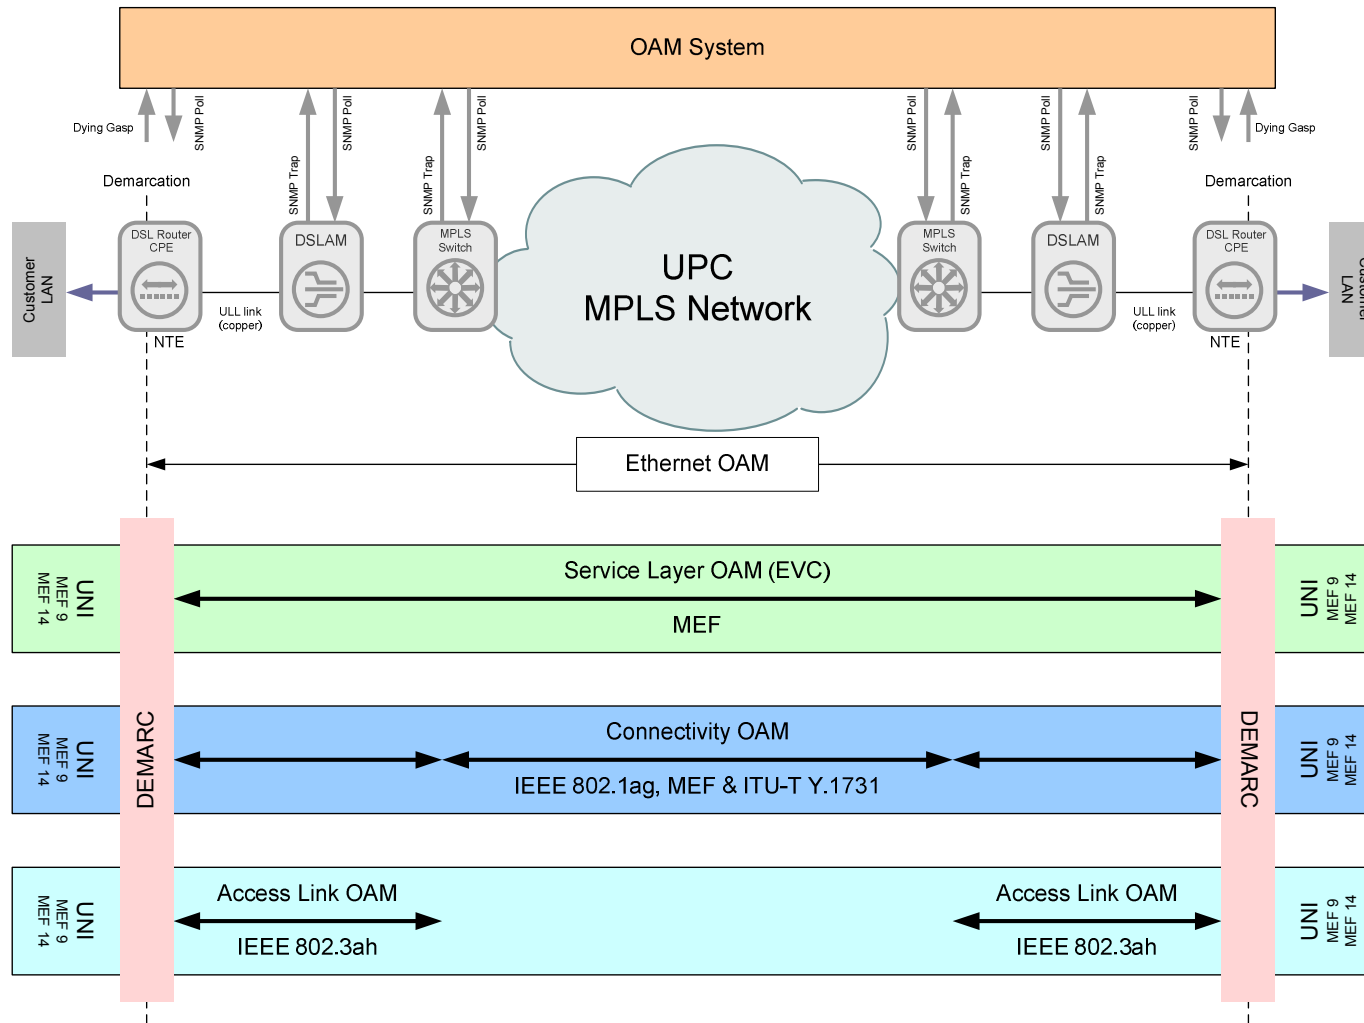 OAM System
Dying Gasp
SNMP Poll
SNMP Trap
SNMP Poll
SNMP Trap
SNMP Poll
SNMP Poll
SNMP Trap
SNMP Poll
SNMP Trap
SNMP Poll
Dying Gasp
Demarcation
Demarcation
Customer
LAN
DSL Router
CPE
NTE
ULL link
(copper)
DSLAM
MPLS
Switch
UPC
MPLS Network
MPLS
Switch
DSLAM
ULL link
(copper)
DSL Router
CPE
NTE
Customer
LAN
Ethernet OAM
UNI
MEF 9
MEF 14
Service Layer OAM (EVC)
MEF
UNI
MEF 9
MEF 14
DEMARC
DEMARC
UNI
MEF 9
MEF 14
Connectivity OAM
IEEE 802.1ag, MEF & ITU-T Y.1731
UNI
MEF 9
MEF 14
UNI
MEF 9
MEF 14
Access Link OAM
IEEE 802.3ah
Access Link OAM
IEEE 802.3ah
UNI
MEF 9
MEF 14